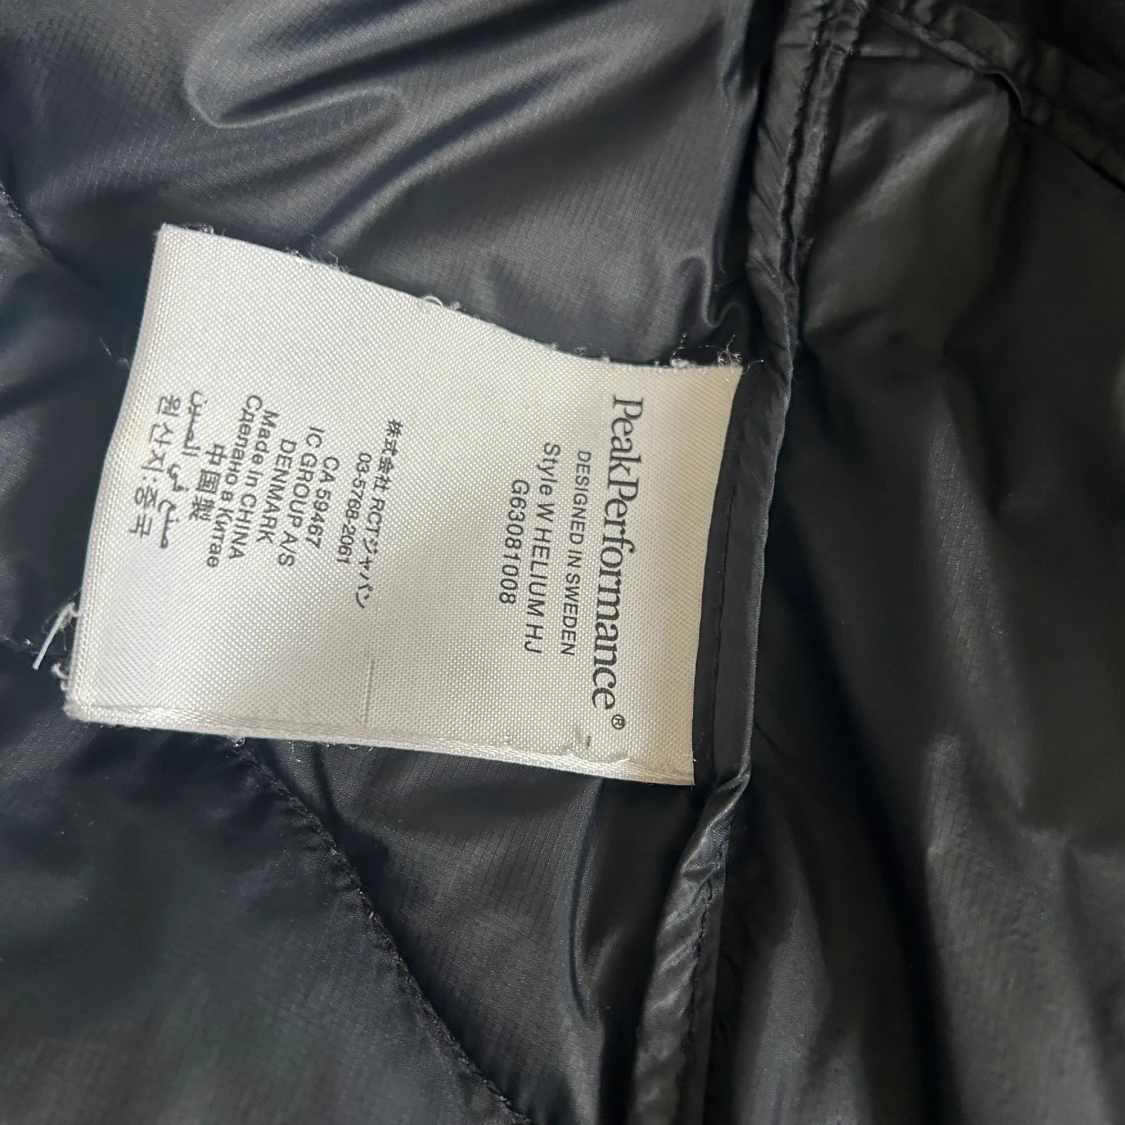 PeakPerformance®
DESIGNED IN SWEDEN
Style W HELIUM HJ
G63081008
株式会社 RCTジャパン
03-5768-2061
CA 59467
IC GROUP A/S
DENMARK
Made in CHINA
Сделано в Китае
中国製
صنع في الصين
원산지:중국